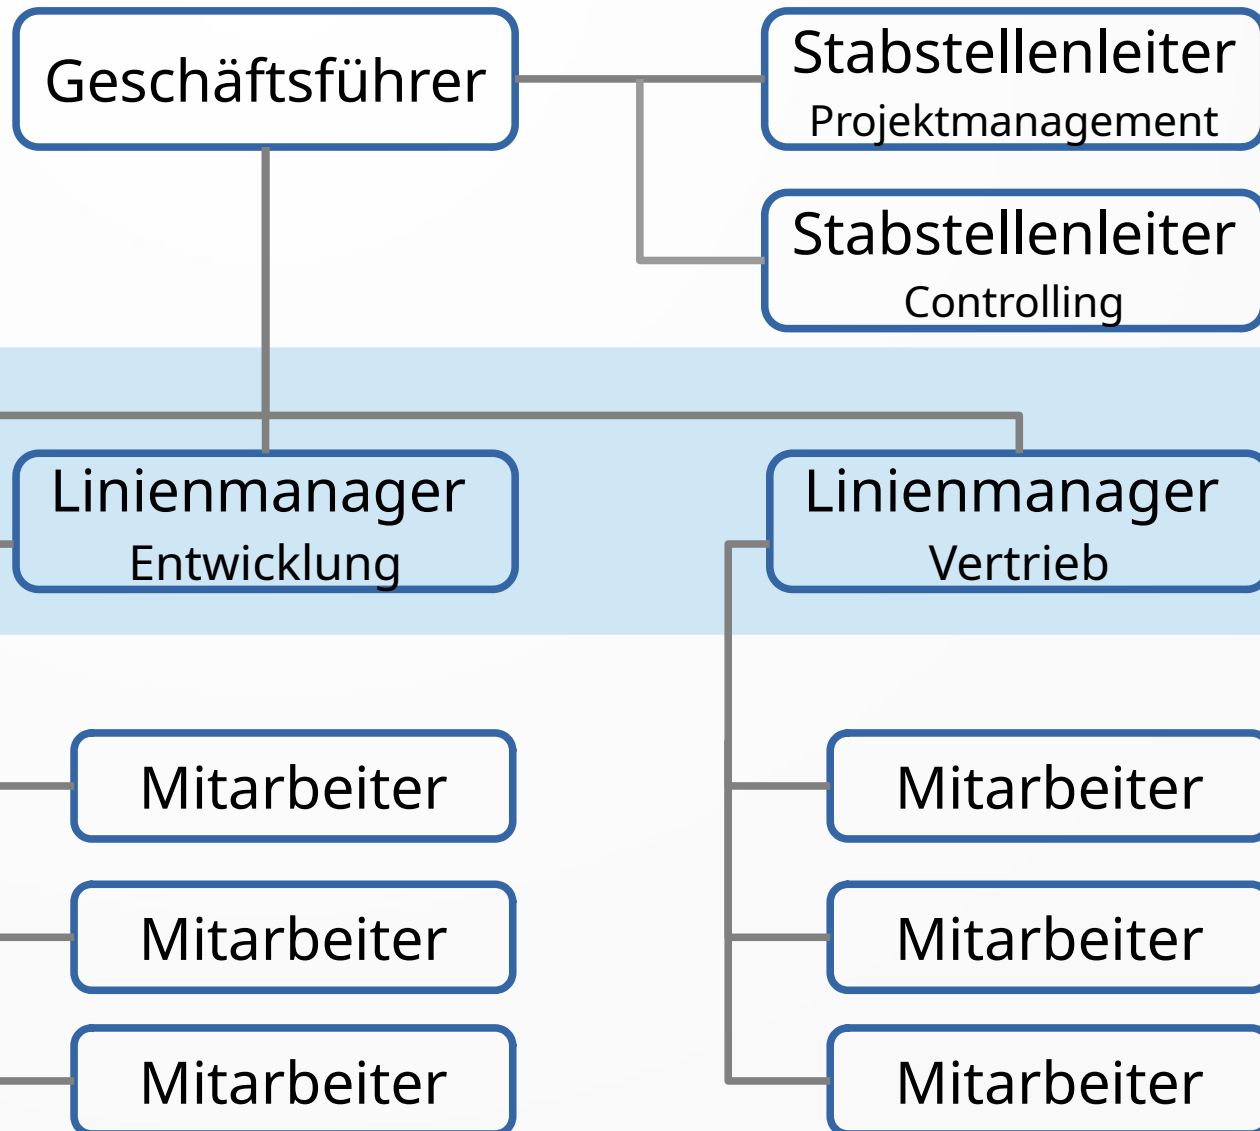 Geschäftsführer
Stabstellenleiter
Projektmanagement
Stabstellenleiter
Controlling
Linienmanager
Entwicklung
Linienmanager
Vertrieb
Mitarbeiter
Mitarbeiter
Mitarbeiter
Mitarbeiter
Mitarbeiter
Mitarbeiter